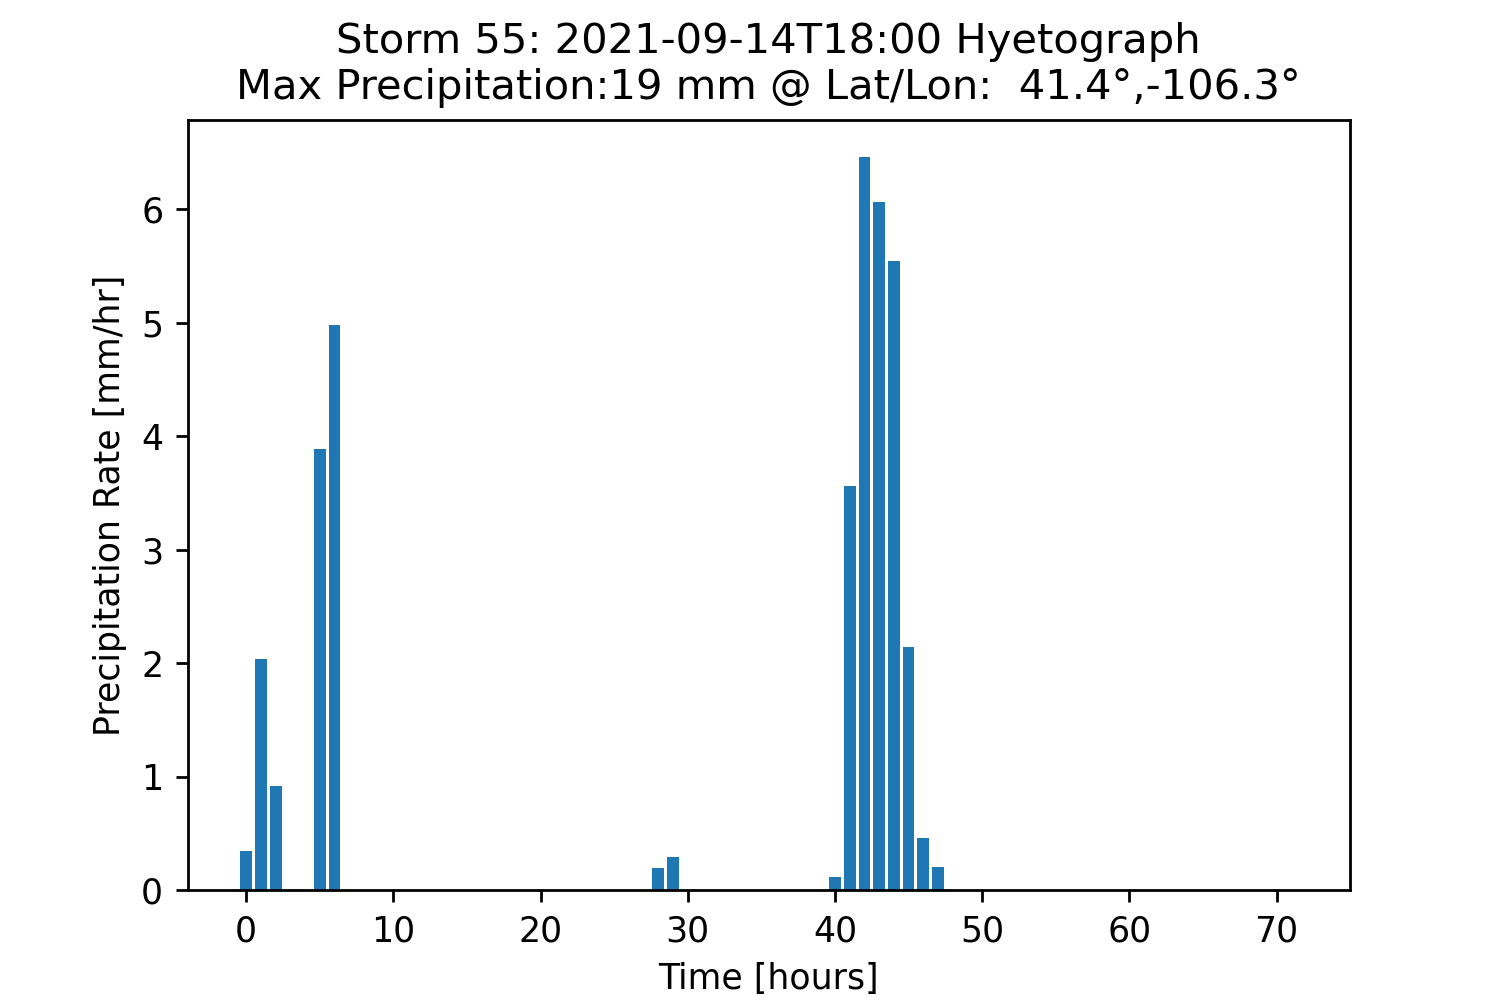 Storm 55: 2021-09-14T18:00 Hyetograph
Max Precipitation:19 mm @ Lat/Lon:  41.4°,-106.3°
6
5
4
3
2
1
0
Precipitation Rate [mm/hr]
0 10 20 30 40 50 60 70
Time [hours]